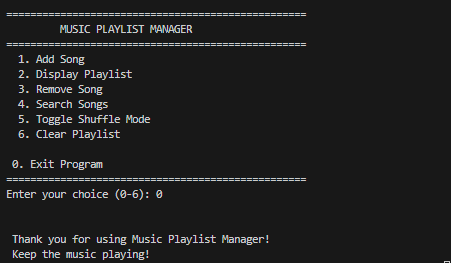 ==================================================
MUSIC PLAYLIST MANAGER
==================================================
1. Add Song
2. Display Playlist
3. Remove Song
4. Search Songs
5. Toggle Shuffle Mode
6. Clear Playlist
0. Exit Program
==================================================
Enter your choice (0-6): 0
Thank you for using Music Playlist Manager!
Keep the music playing!